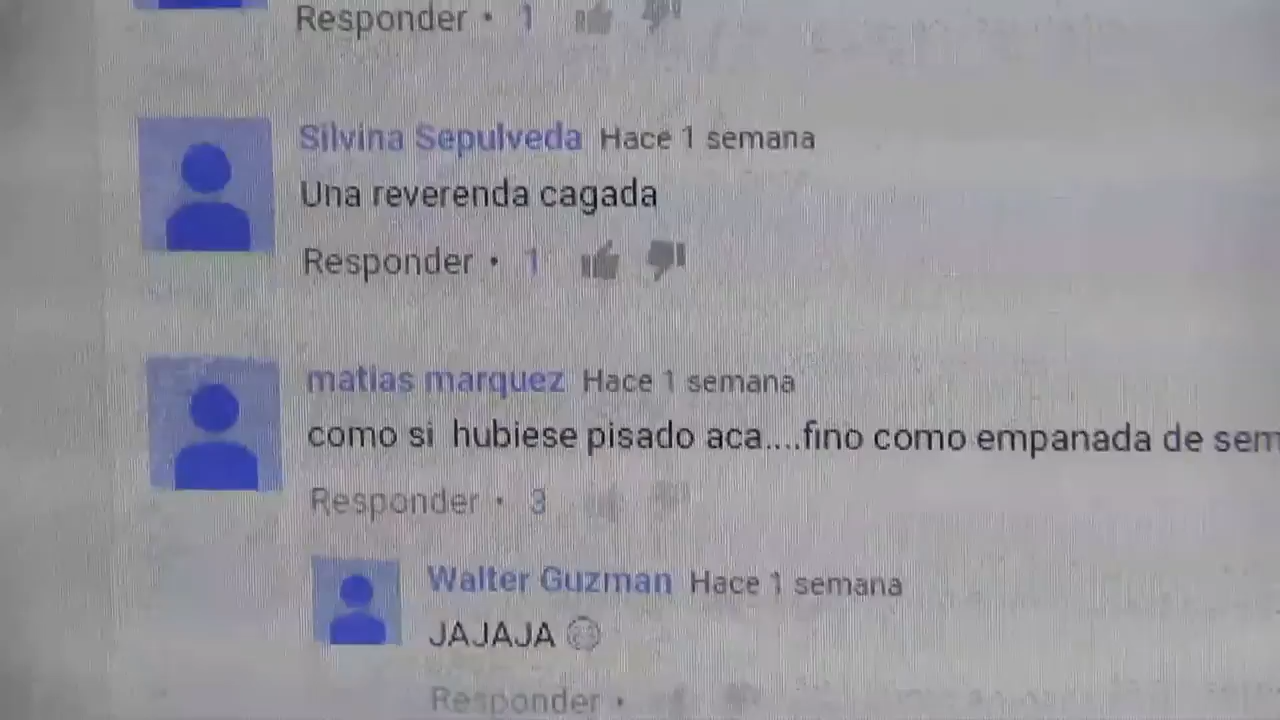 Responder • 1
Silvina Sepulveda Hace 1 semana
Una reverenda cagada
Responder • 1
matias marquez Hace 1 semana
como si hubiese pisado aca....fino como empanada de sem
Responder • 3
Walter Guzman Hace 1 semana
JAJAJA
Responder •